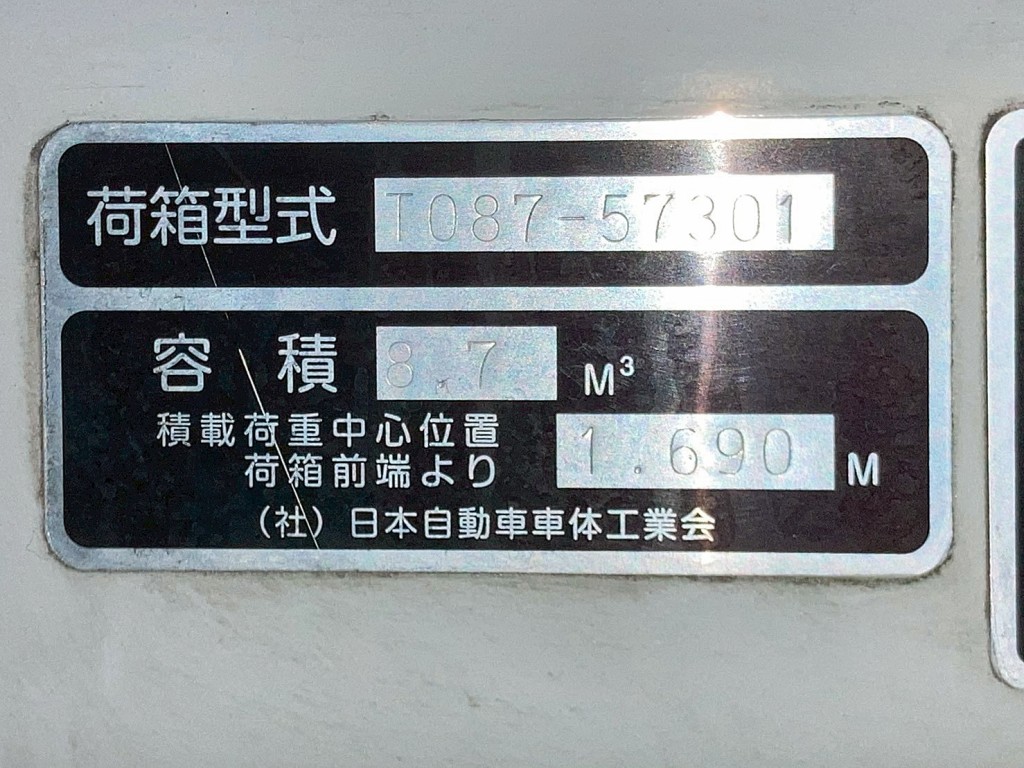 荷箱型式 T087-57301
容積 8.7 M³
積載荷重中心位置
荷箱前端より 1.690 M
(社)日本自動車車体工業会